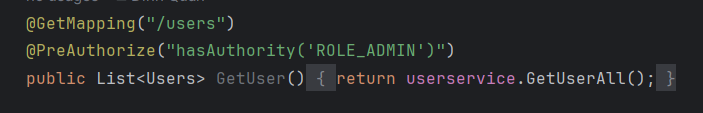 @GetMapping("/users")
@PreAuthorize("hasAuthority('ROLE_ADMIN')")
public List<Users> GetUser() { return userservice.GetUserAll(); }